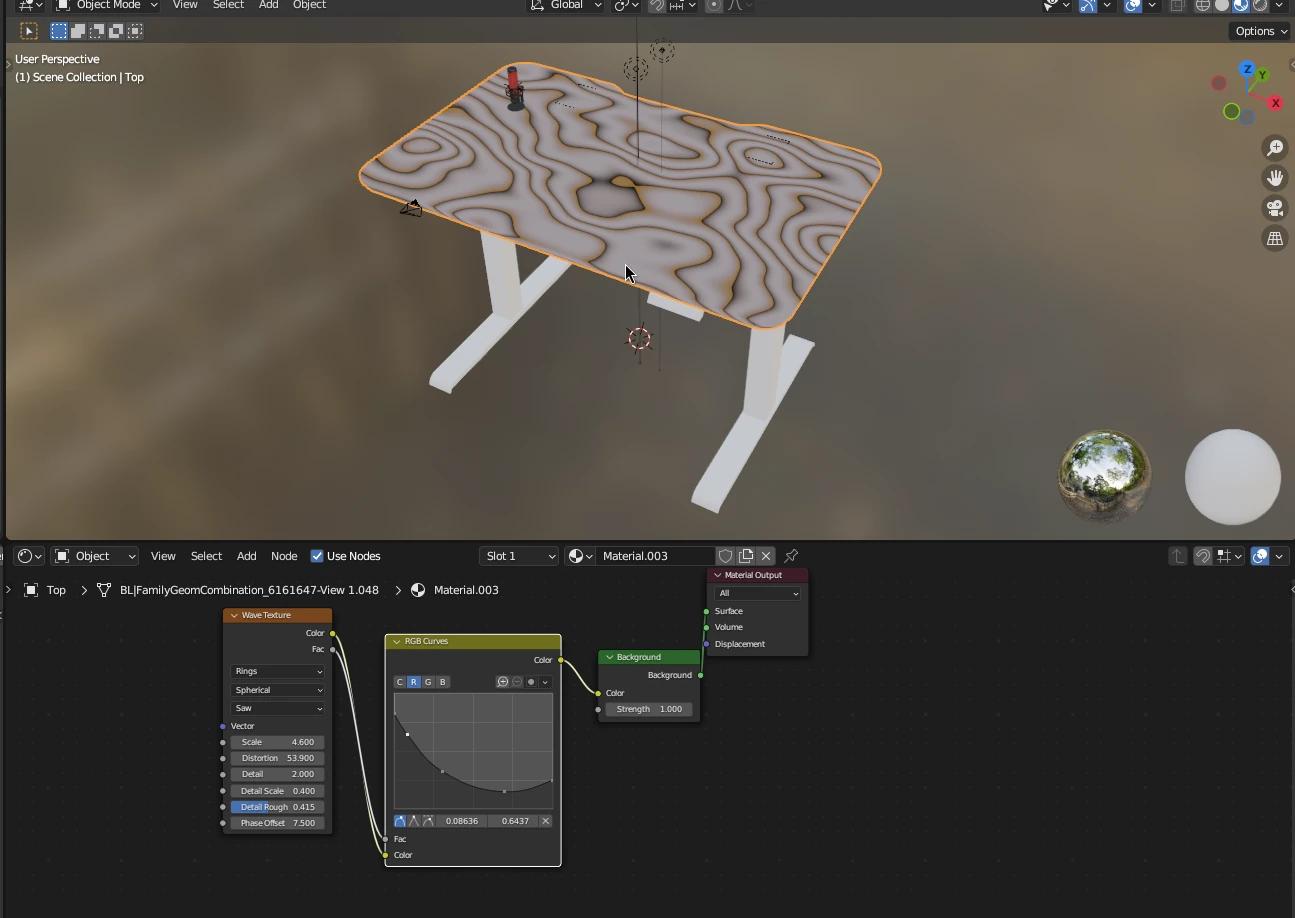 Object Mode View Select Add Object Global
Options
User Perspective
(1) Scene Collection | Top
Z
Y
X
Object View Select Add Node Use Nodes Slot 1 Material.003
Top BL|FamilyGeomCombination_6161647-View 1.048 Material.003
Material Output
All
Surface
Volume
Displacement
Wave Texture
Color
Fac
Rings
Spherical
Saw
Vector
Scale 4.600
Distortion 53.900
Detail 2.000
Detail Scale 0.400
Detail Rough 0.415
Phase Offset 7.500
RGB Curves
Color
C R G B
0.08636 0.6437
Fac
Color
Background
Background
Color
Strength 1.000